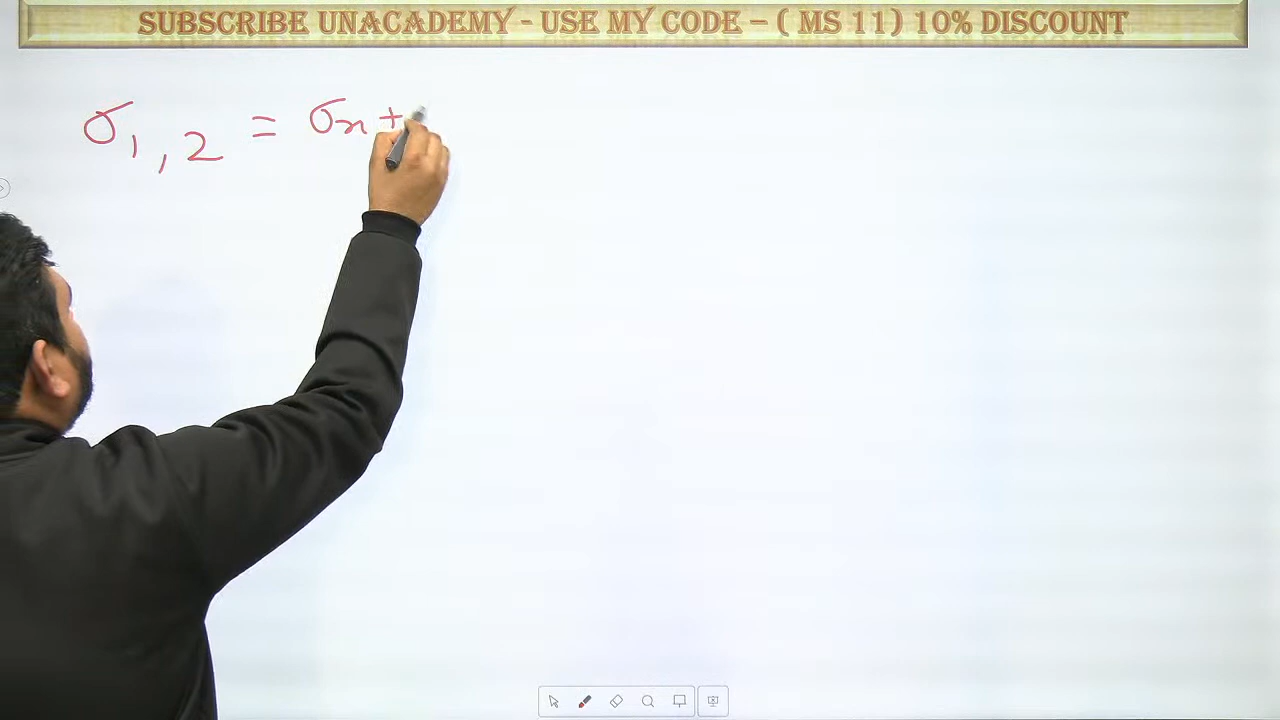 SUBSCRIBE UNACADEMY - USE MY CODE – ( MS 11) 10% DISCOUNT
σ₁,₂ = σₓ +